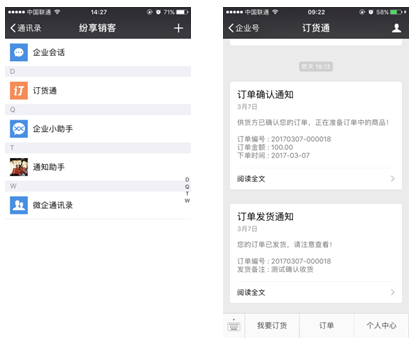 中国联通
14:27
71%
通讯录
纷享销客
企业会话
D
订货通
Q
企业小助手
T
通知助手
W
微企通讯录
D
Q
T
W
中国联通
09:22
58%
企业号
订货通
昨天 19:13
订单确认通知
3月7日
供货方已确认您的订单，正在准备订单中的商品！
订单编号：20170307-000018
订单金额：100.00
下单时间：2017-03-07
阅读全文
订单发货通知
3月7日
您的订单已发货，请注意查看！
订单编号：20170307-000018
发货备注：测试确认收货
阅读全文
我要订货
订单
个人中心